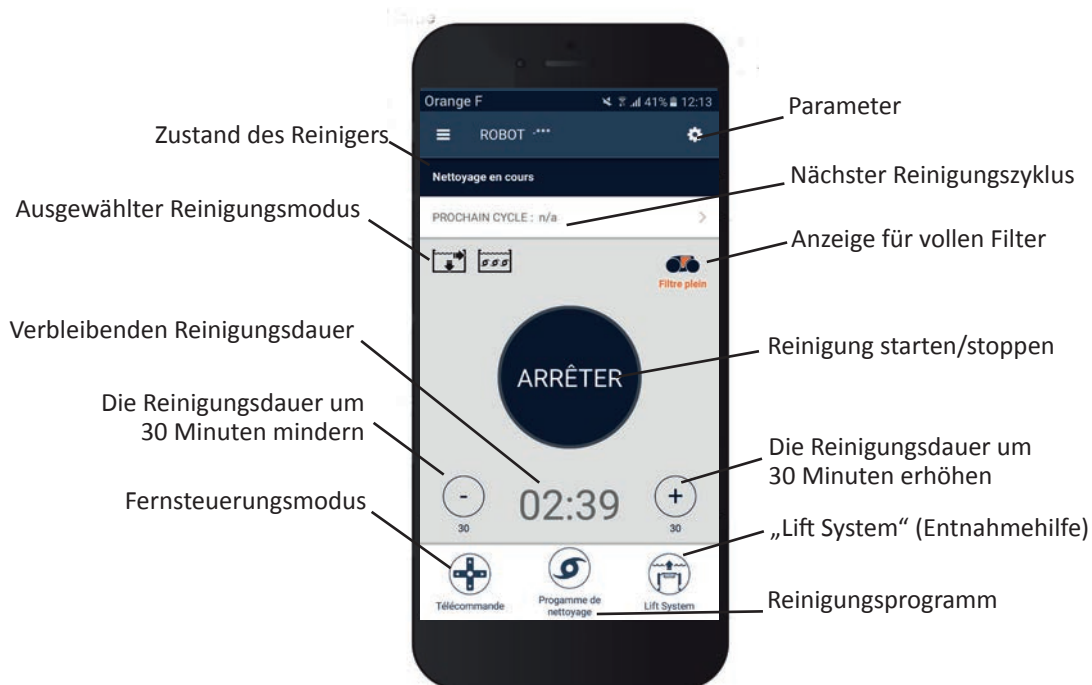 Orange F
41% 12:13
ROBOT -***
Nettoyage en cours
PROCHAIN CYCLE : n/a
Filtre plein
ARRÊTER
-
30
02:39
+
30
Télécommande
Progamme de
nettoyage
Lift System
Zustand des Reinigers
Ausgewählter Reinigungsmodus
Verbleibenden Reinigungsdauer
Die Reinigungsdauer um
30 Minuten mindern
Fernsteuerungsmodus
Parameter
Nächster Reinigungszyklus
Anzeige für vollen Filter
Reinigung starten/stoppen
Die Reinigungsdauer um
30 Minuten erhöhen
„Lift System“ (Entnahmehilfe)
Reinigungsprogramm